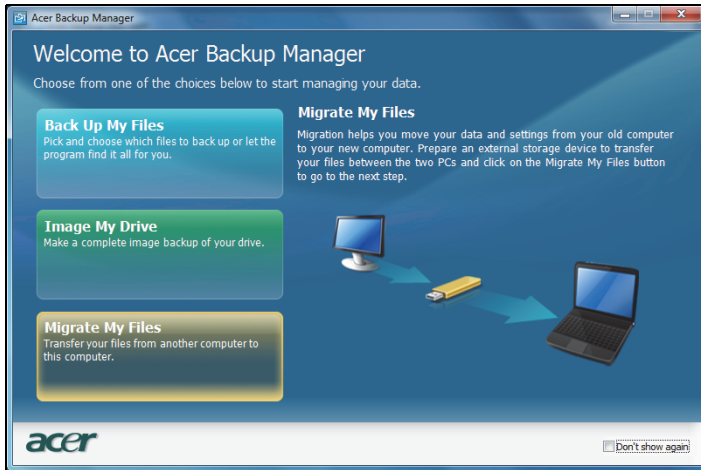 Acer Backup Manager
Welcome to Acer Backup Manager
Choose from one of the choices below to start managing your data.
Back Up My Files
Pick and choose which files to back up or let the
program find it all for you.
Image My Drive
Make a complete image backup of your drive.
Migrate My Files
Transfer your files from another computer to
this computer.
Migrate My Files
Migration helps you move your data and settings from your old computer
to your new computer. Prepare an external storage device to transfer
your files between the two PCs and click on the Migrate My Files button
to go to the next step.
acer
Don't show again